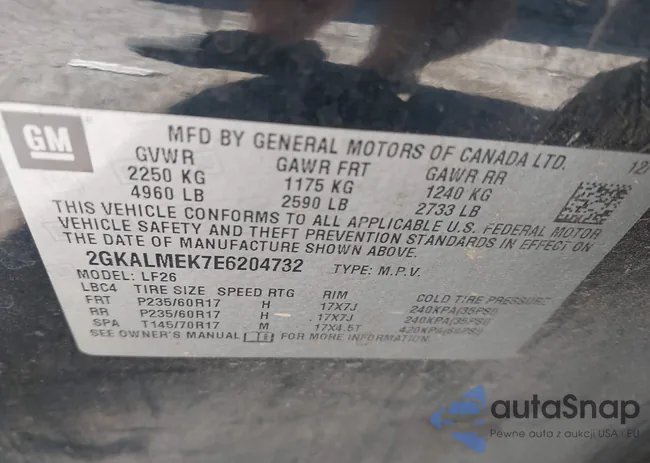 GM
MFD BY GENERAL MOTORS OF CANADA LTD.
12/
GVWR GAWR FRT GAWR RR
2250 KG 1175 KG 1240 KG
4960 LB 2590 LB 2733 LB
THIS VEHICLE CONFORMS TO ALL APPLICABLE U.S. FEDERAL MOTOR
VEHICLE SAFETY AND THEFT PREVENTION STANDARDS IN EFFECT ON
THE DATE OF MANUFACTURE SHOWN ABOVE.
2GKALMEK7E6204732 TYPE: M.P.V.
MODEL: LF26
LBC4 TIRE SIZE SPEED RTG RIM COLD TIRE PRESSURE
FRT P235/60R17 H 17X7J 240KPA(35PSI)
RR P235/60R17 H 17X7J 240KPA(35PSI)
SPA T145/70R17 M 17X4.5T 420KPA(60PSI)
SEE OWNER'S MANUAL FOR MORE INFORMATION.
autaSnap
Pewne auta z aukcji USA i EU